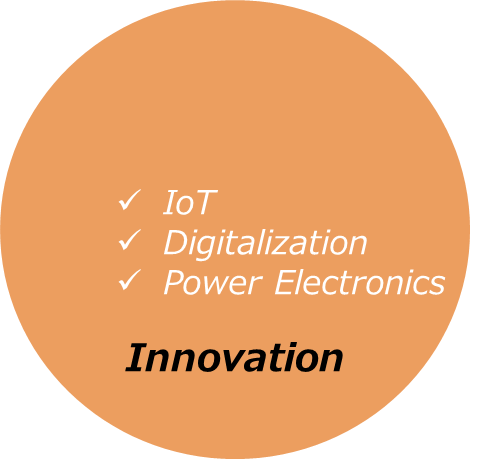 ✓ IoT
✓ Digitalization
✓ Power Electronics
Innovation